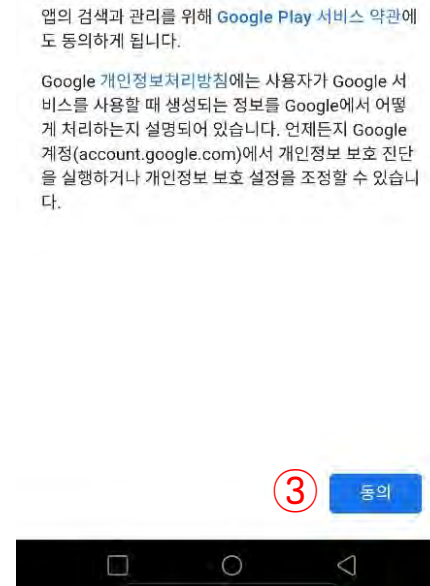 앱의 검색과 관리를 위해 Google Play 서비스 약관에
도 동의하게 됩니다.
Google 개인정보처리방침에는 사용자가 Google 서
비스를 사용할 때 생성되는 정보를 Google에서 어떻
게 처리하는지 설명되어 있습니다. 언제든지 Google
계정(account.google.com)에서 개인정보 보호 진단
을 실행하거나 개인정보 보호 설정을 조정할 수 있습니
다.
③ 동의